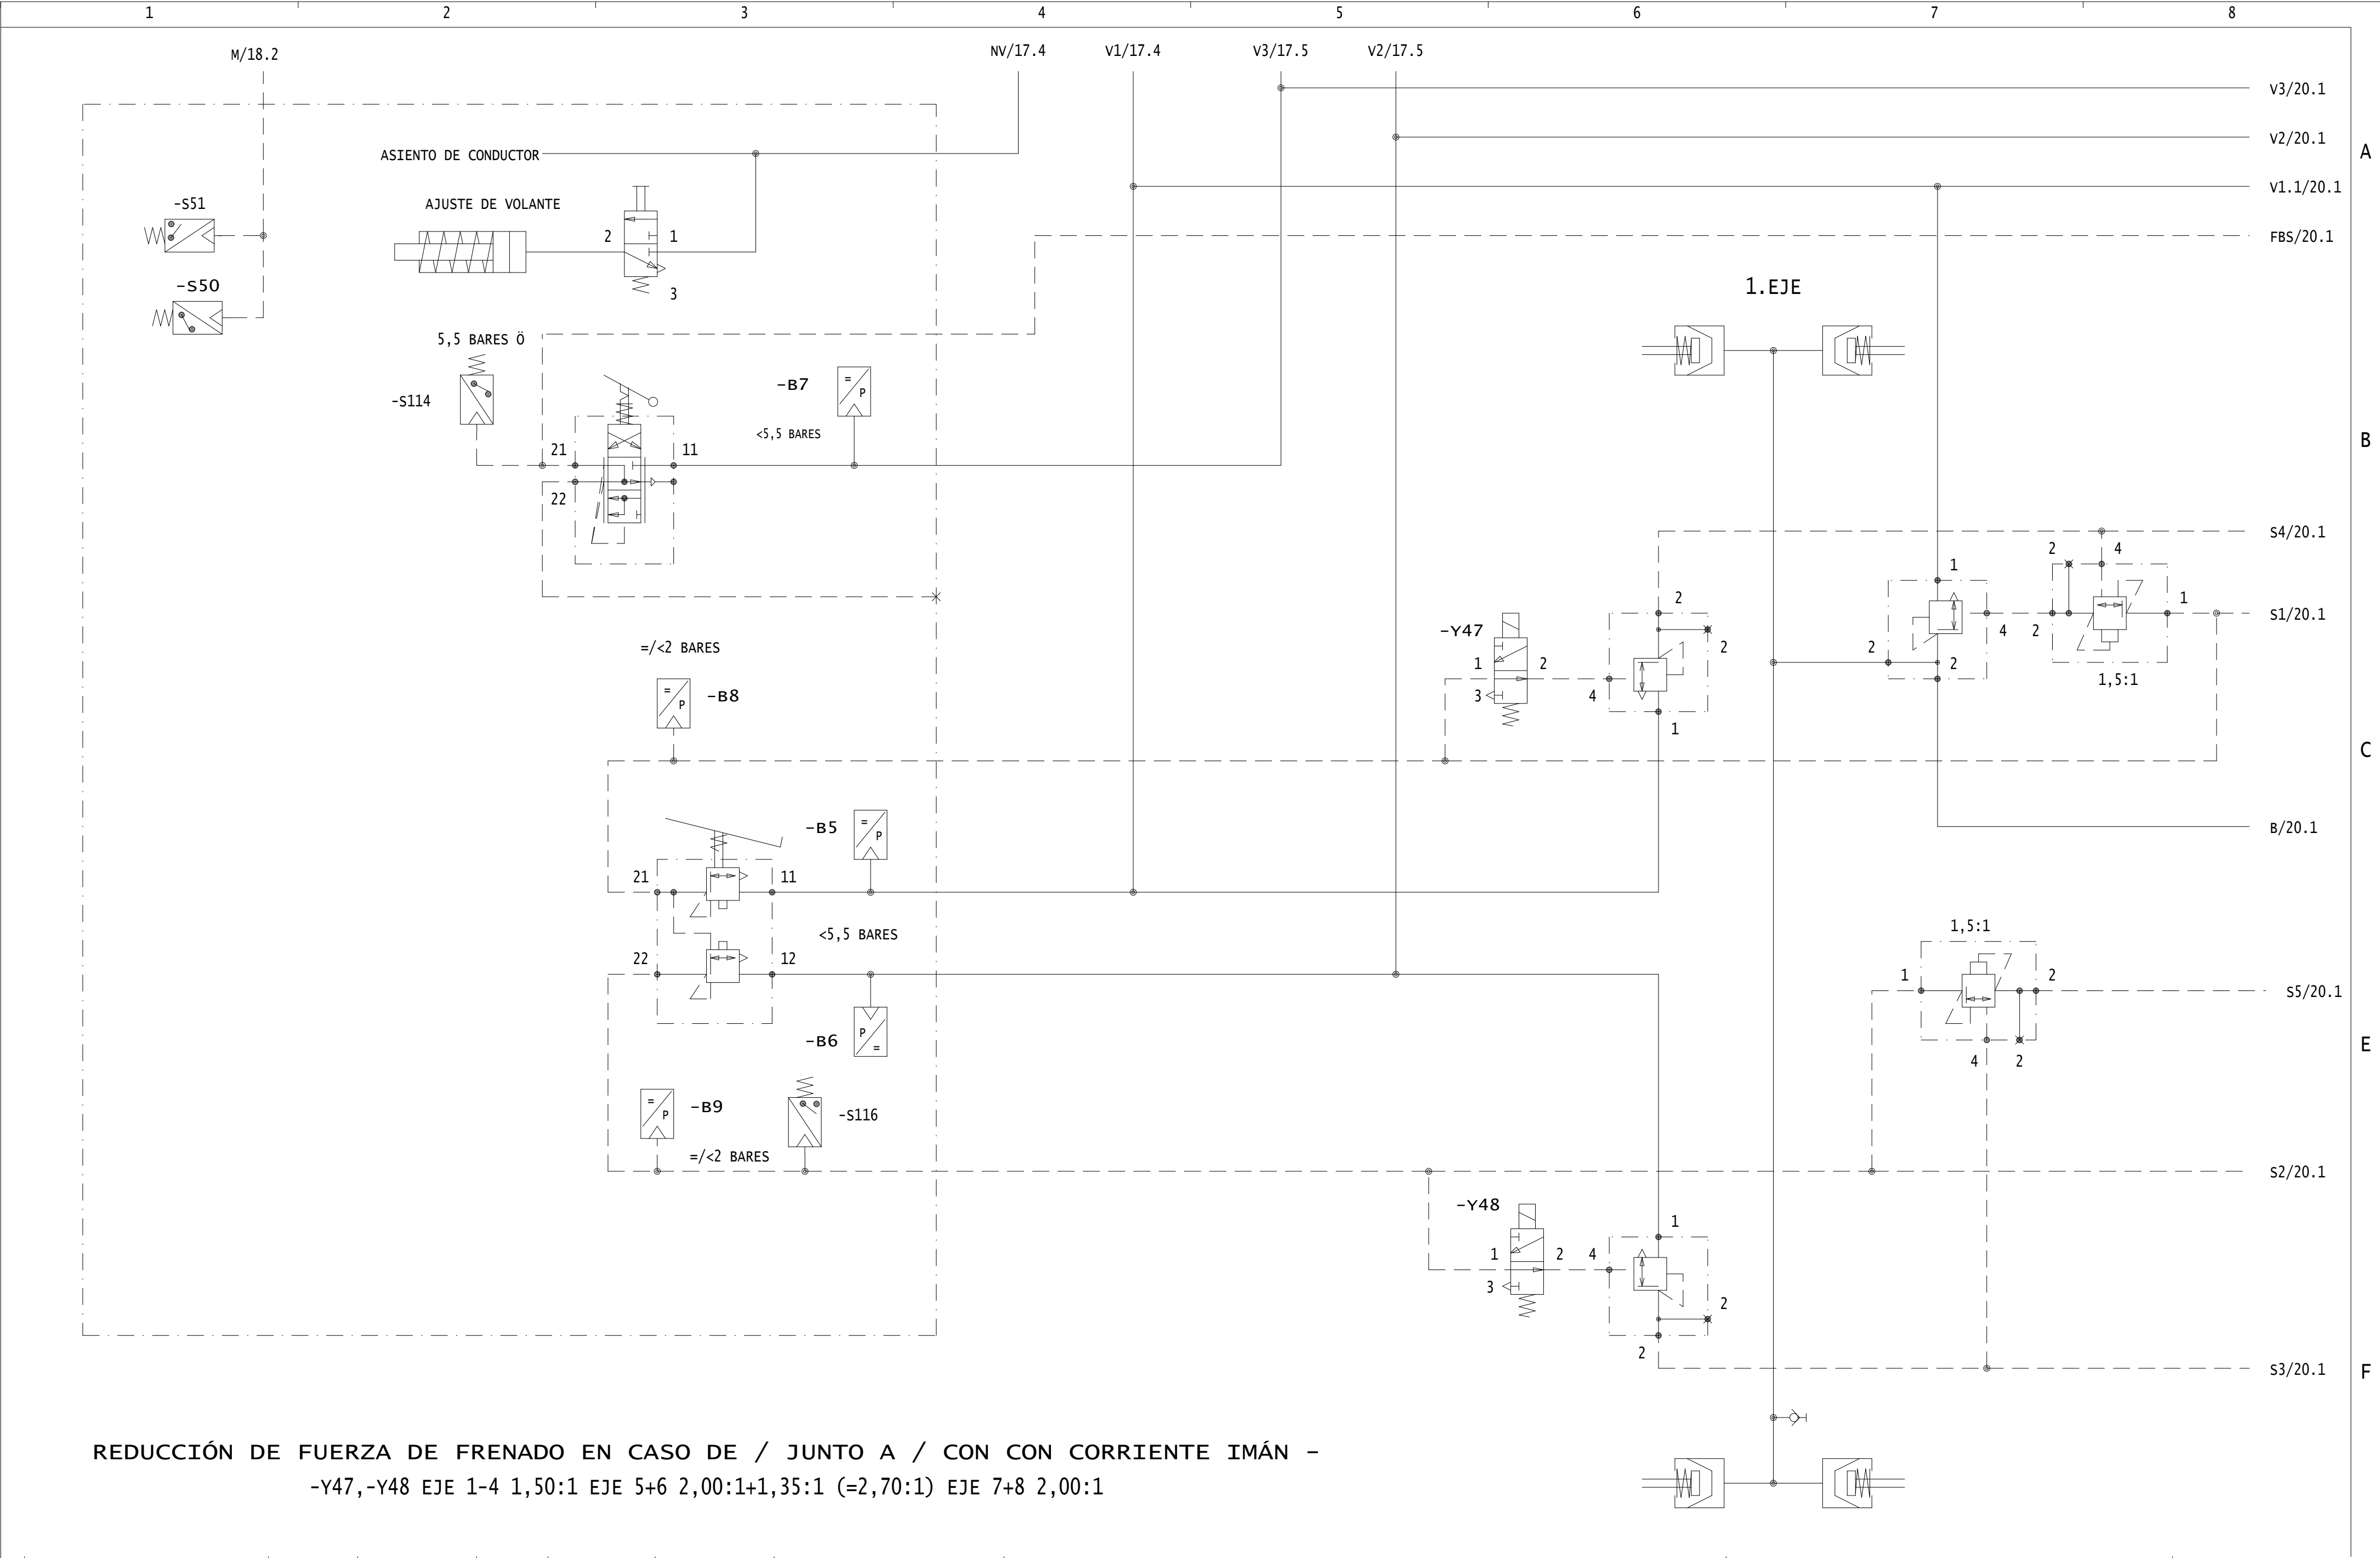 1 2 3 4 5 6 7 8
M/18.2 NV/17.4 V1/17.4 V3/17.5 V2/17.5
V3/20.1
V2/20.1
A
ASIENTO DE CONDUCTOR
V1.1/20.1
-S51
AJUSTE DE VOLANTE
2 1
FBS/20.1
-S50
3
1.EJE
5,5 BARES Ö
-B7
=
P
-S114
<5,5 BARES
B
21 11
22
S4/20.1
2 4
1
2
1
S1/20.1
-Y47
4 2
=/<2 BARES
2
1 2
2 2
1,5:1
3 4
=
P
-B8
1
C
-B5
=
P
B/20.1
21 11
1,5:1
<5,5 BARES
22 12
1 2
S5/20.1
-B6
P
=
E
4 2
=
P
-B9
-S116
=/<2 BARES
S2/20.1
-Y48
1
1 2 4
3
2
2
S3/20.1
F
REDUCCIÓN DE FUERZA DE FRENADO EN CASO DE / JUNTO A / CON CON CORRIENTE IMÁN -
-Y47,-Y48 EJE 1-4 1,50:1 EJE 5+6 2,00:1+1,35:1 (=2,70:1) EJE 7+8 2,00:1